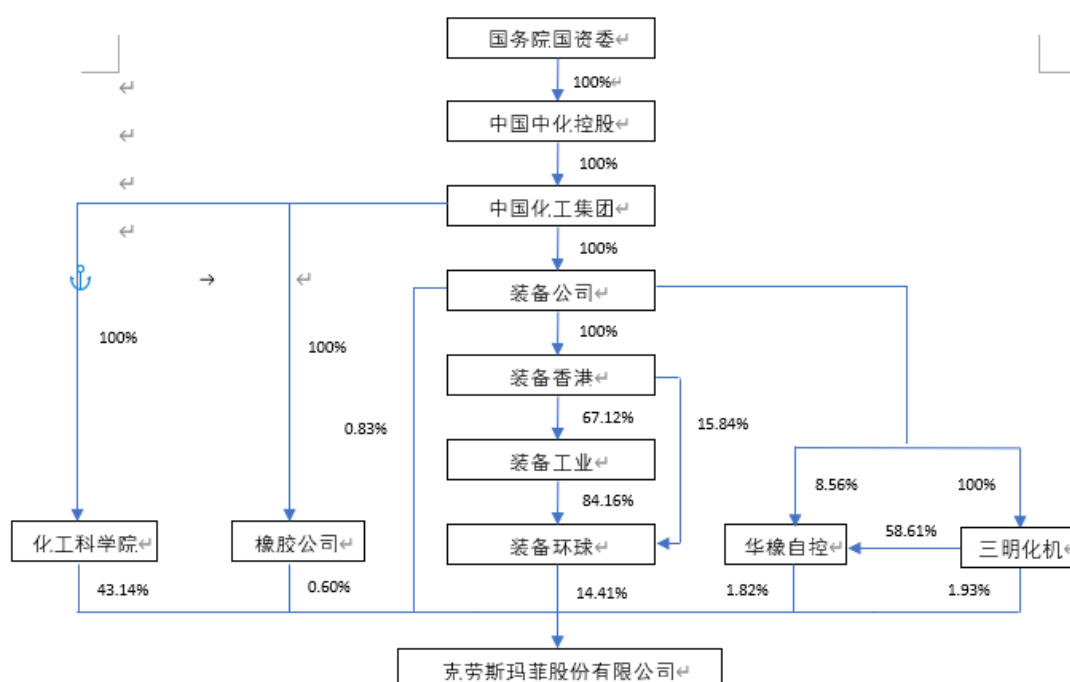 国务院国资委
100%
中国中化控股
100%
中国化工集团
100%
装备公司
100%
100%
100%
装备香港
0.83%
67.12%
15.84%
装备工业
84.16%
8.56%
100%
化工科学院
橡胶公司
装备环球
华橡自控
58.61%
三明化机
43.14%
0.60%
14.41%
1.82%
1.93%
克劳斯玛菲股份有限公司